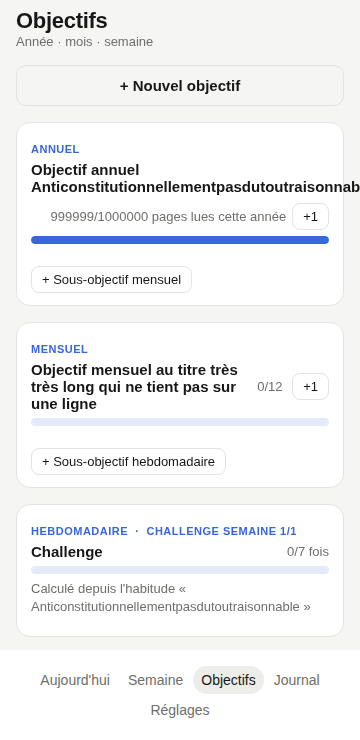 Objectifs
Année · mois · semaine
+ Nouvel objectif
ANNUEL
Objectif annuel
Anticonstitutionnellementpasdutoutraisonnab
999999/1000000 pages lues cette année
+1
+ Sous-objectif mensuel
MENSUEL
Objectif mensuel au titre très
très long qui ne tient pas sur
une ligne
0/12
+1
+ Sous-objectif hebdomadaire
HEBDOMADAIRE · CHALLENGE SEMAINE 1/1
Challenge
0/7 fois
Calculé depuis l'habitude «
Anticonstitutionnellementpasdutoutraisonnable »
Aujourd'hui
Semaine
Objectifs
Journal
Réglages